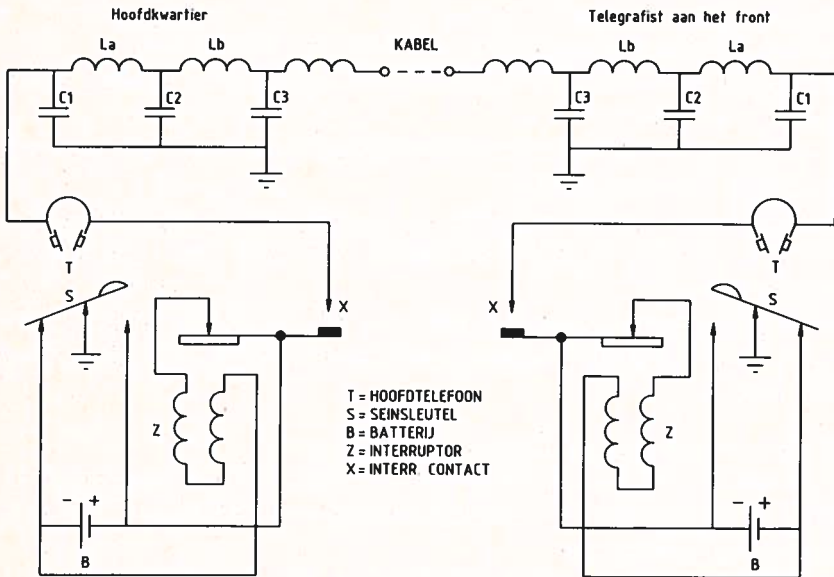 Hoofdkwartier
Telegrafist aan het front
La Lb KABEL Lb La
C1 C2 C3 C3 C2 C1
T T
S X X S
T = HOOFDTELEFOON
S = SEINSLEUTEL
B = BATTERIJ
Z = INTERRUPTOR
X = INTERR. CONTACT
Z Z
- + - +
B B